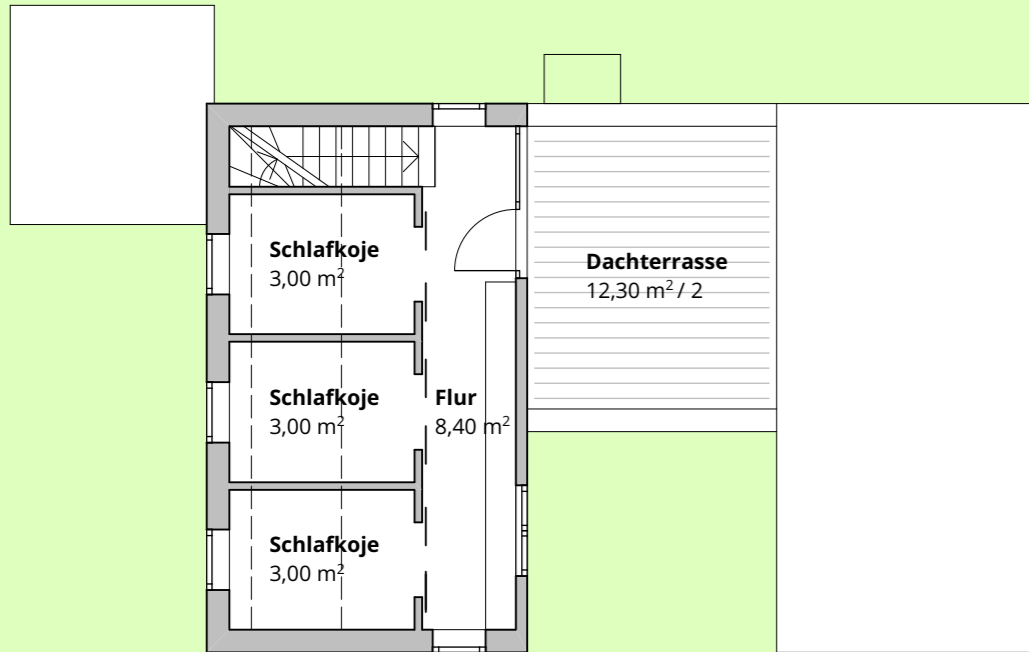 Schlafkoje
3,00 m²
Dachterrasse
12,30 m² / 2
Schlafkoje
3,00 m²
Flur
8,40 m²
Schlafkoje
3,00 m²